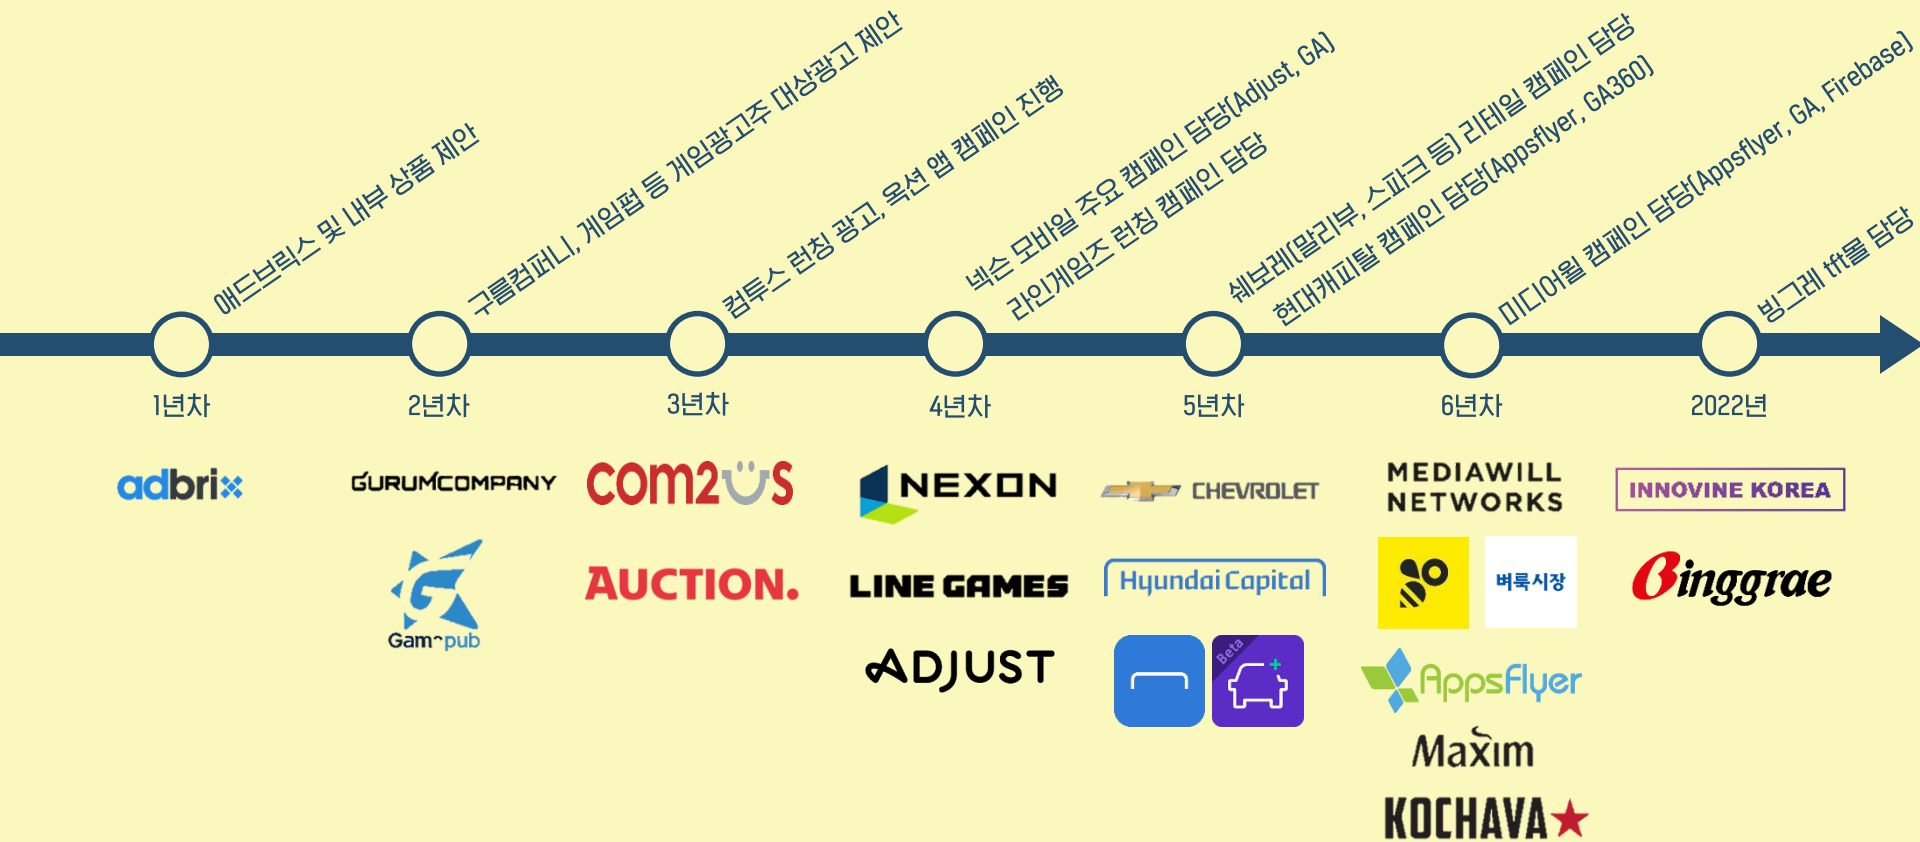 애드브릭스 및 내부 상품 제안
구름컴퍼니, 게임펍 등 게임광고주 대상광고 제안
컴투스 런칭 광고, 옥션 앱 캠페인 진행
넥슨 모바일 주요 캠페인 담당(Adjust, GA)
라인게임즈 런칭 캠페인 담당
쉐보레(말리부, 스파크 등) 리테일 캠페인 담당
현대캐피탈 캠페인 담당(Appsflyer, GA360)
미디어윌 캠페인 담당(Appsflyer, GA, Firebase)
빙그레 tft몰 담당
1년차
2년차
3년차
4년차
5년차
6년차
2022년
adbrix
GURUMCOMPANY
Gam^pub
COM2US
AUCTION.
NEXON
LINE GAMES
ADJUST
CHEVROLET
Hyundai Capital
Beta
MEDIAWILL
NETWORKS
벼룩시장
AppsFlyer
Maxim
KOCHAVA
INNOVINE KOREA
Binggrae